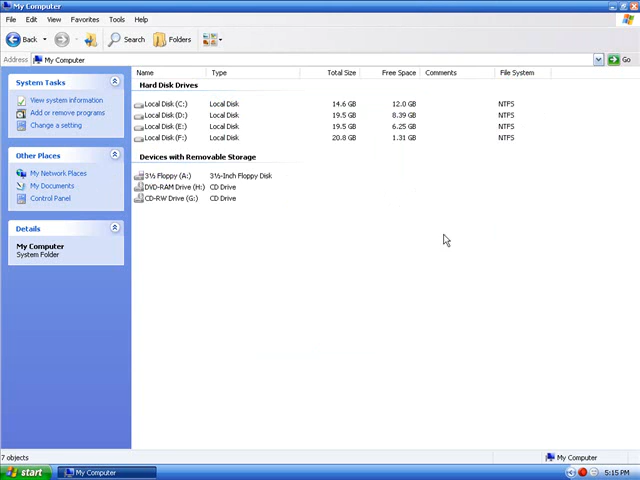 My Computer
File Edit View Favorites Tools Help
Back Search Folders
Address My Computer Go
System Tasks
View system information
Add or remove programs
Change a setting
Other Places
My Network Places
My Documents
Control Panel
Details
My Computer
System Folder
Name Type Total Size Free Space Comments File System
Hard Disk Drives
Local Disk (C:) Local Disk 14.6 GB 12.0 GB NTFS
Local Disk (D:) Local Disk 19.5 GB 8.39 GB NTFS
Local Disk (E:) Local Disk 19.5 GB 6.25 GB NTFS
Local Disk (F:) Local Disk 20.8 GB 1.31 GB NTFS
Devices with Removable Storage
3½ Floppy (A:) 3½-Inch Floppy Disk
DVD-RAM Drive (H:) CD Drive
CD-RW Drive (G:) CD Drive
7 objects My Computer
start My Computer 5:15 PM